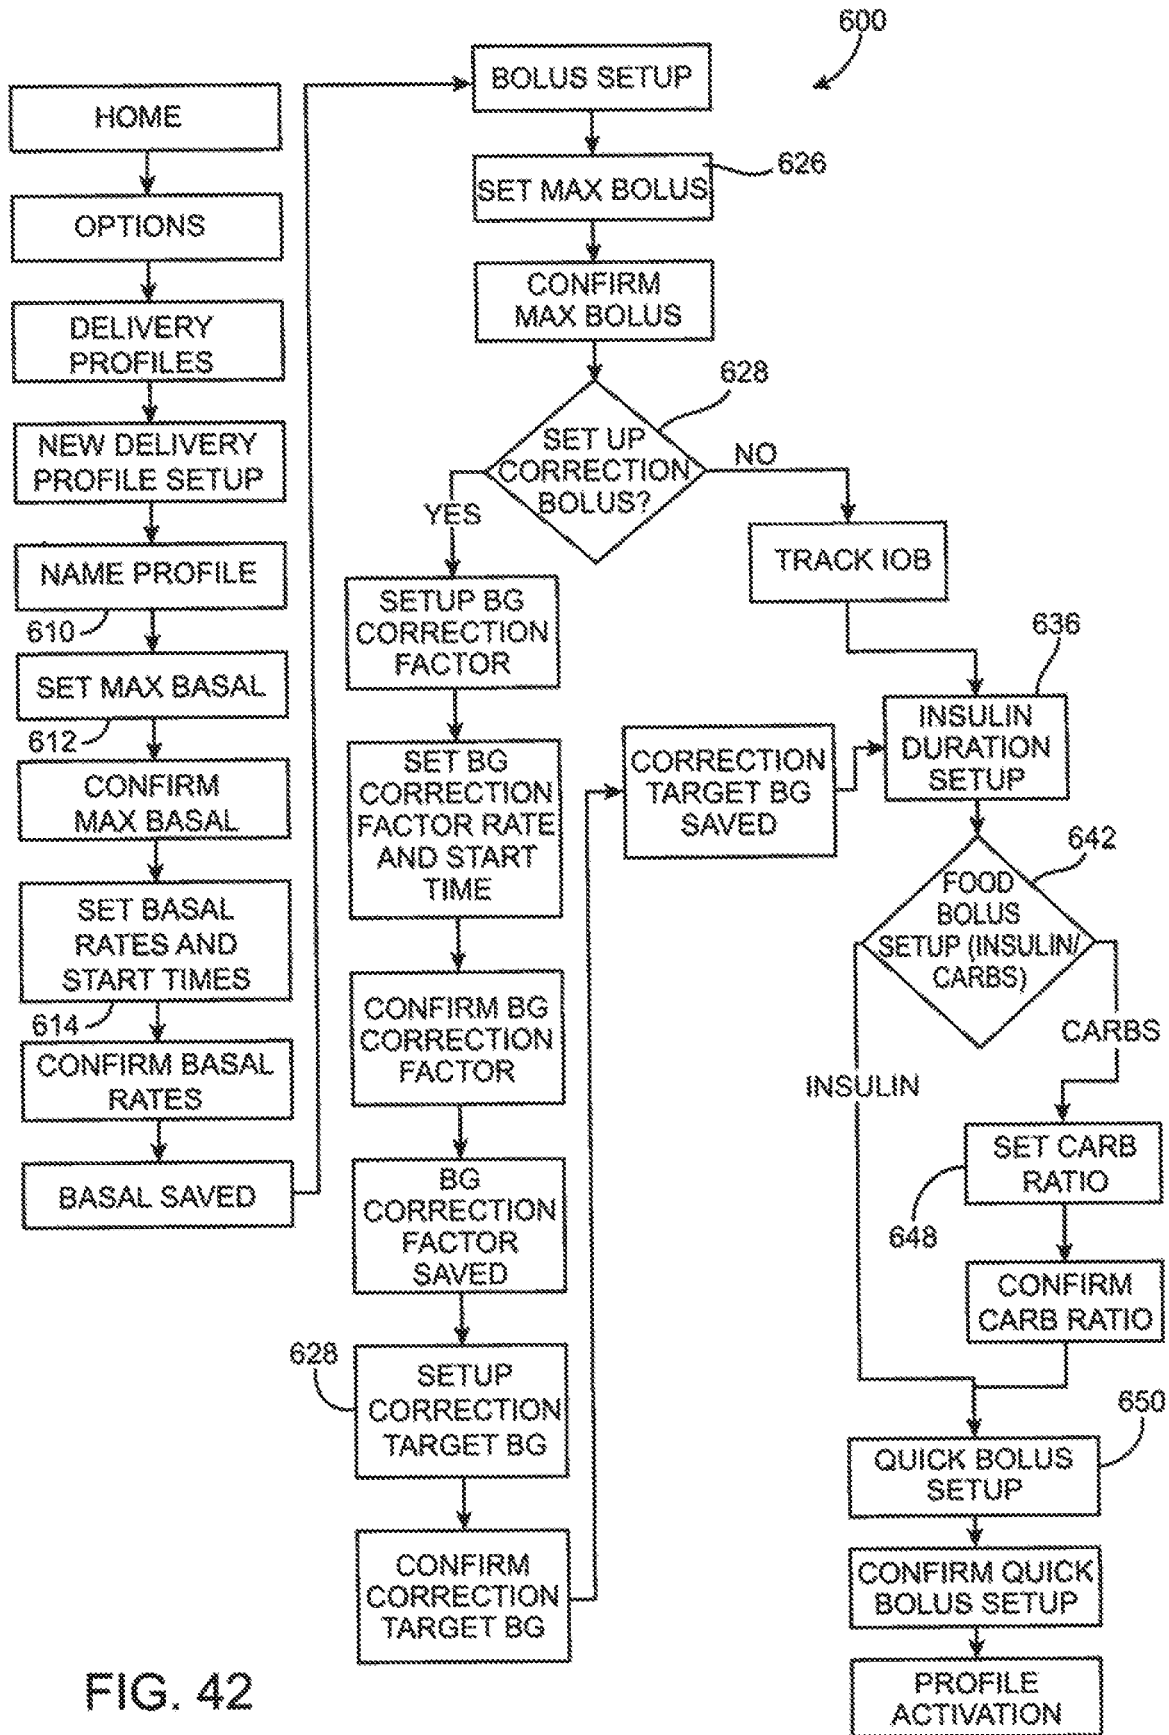 600
HOME
OPTIONS
DELIVERY
PROFILES
NEW DELIVERY
PROFILE SETUP
NAME PROFILE
610
SET MAX BASAL
612
CONFIRM
MAX BASAL
SET BASAL
RATES AND
START TIMES
614
CONFIRM BASAL
RATES
BASAL SAVED
BOLUS SETUP
626
SET MAX BOLUS
CONFIRM
MAX BOLUS
628
SET UP
CORRECTION
BOLUS?
YES
NO
SETUP BG
CORRECTION
FACTOR
SET BG
CORRECTION
FACTOR RATE
AND START
TIME
CONFIRM BG
CORRECTION
FACTOR
BG
CORRECTION
FACTOR
SAVED
628
SETUP
CORRECTION
TARGET BG
CONFIRM
CORRECTION
TARGET BG
CORRECTION
TARGET BG
SAVED
TRACK IOB
636
INSULIN
DURATION
SETUP
642
FOOD
BOLUS
SETUP (INSULIN/
CARBS)
INSULIN
CARBS
SET CARB
RATIO
648
CONFIRM
CARB RATIO
650
QUICK BOLUS
SETUP
CONFIRM QUICK
BOLUS SETUP
PROFILE
ACTIVATION
FIG. 42